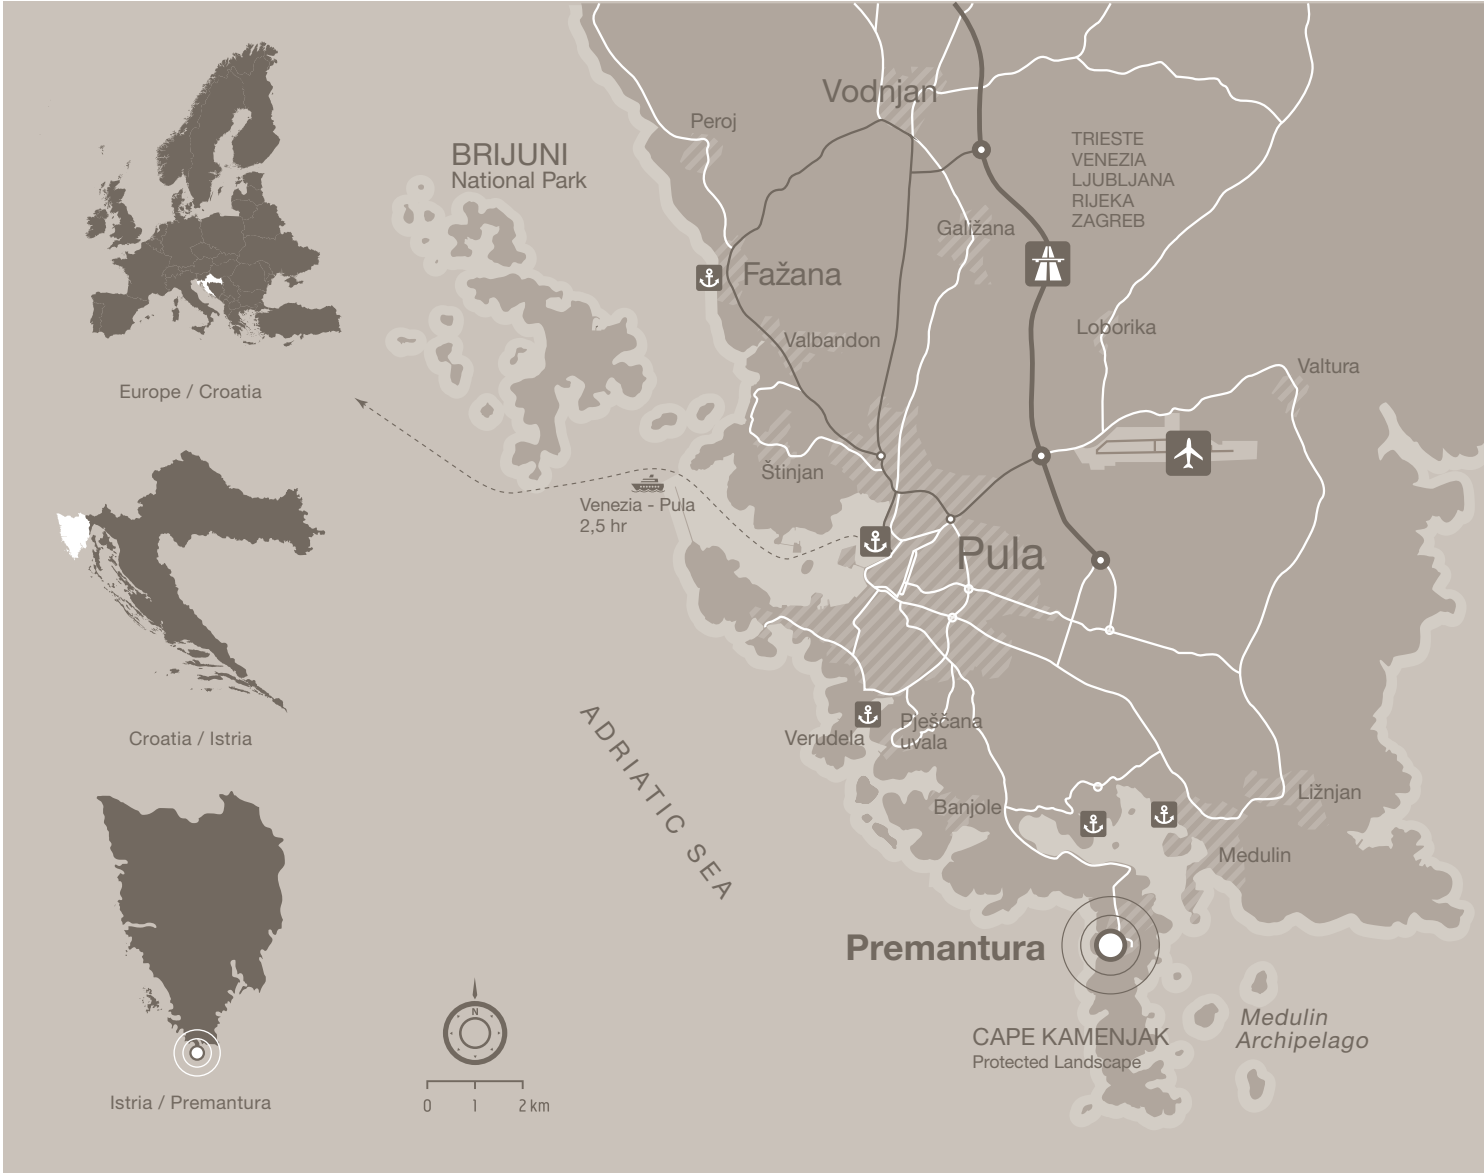 Vodnjan
Peroj
BRIJUNI
National Park
TRIESTE
VENEZIA
LJUBLJANA
RIJEKA
ZAGREB
Galižana
Fažana
Valbandon
Loborika
Valtura
Europe / Croatia
Štinjan
Venezia - Pula
2,5 hr
Pula
ADRIATIC SEA
Verudela
Pješčana
uvala
Croatia / Istria
Banjole
Ližnjan
Medulin
Premantura
CAPE KAMENJAK
Protected Landscape
Medulin
Archipelago
N
0 1 2 km
Istria / Premantura